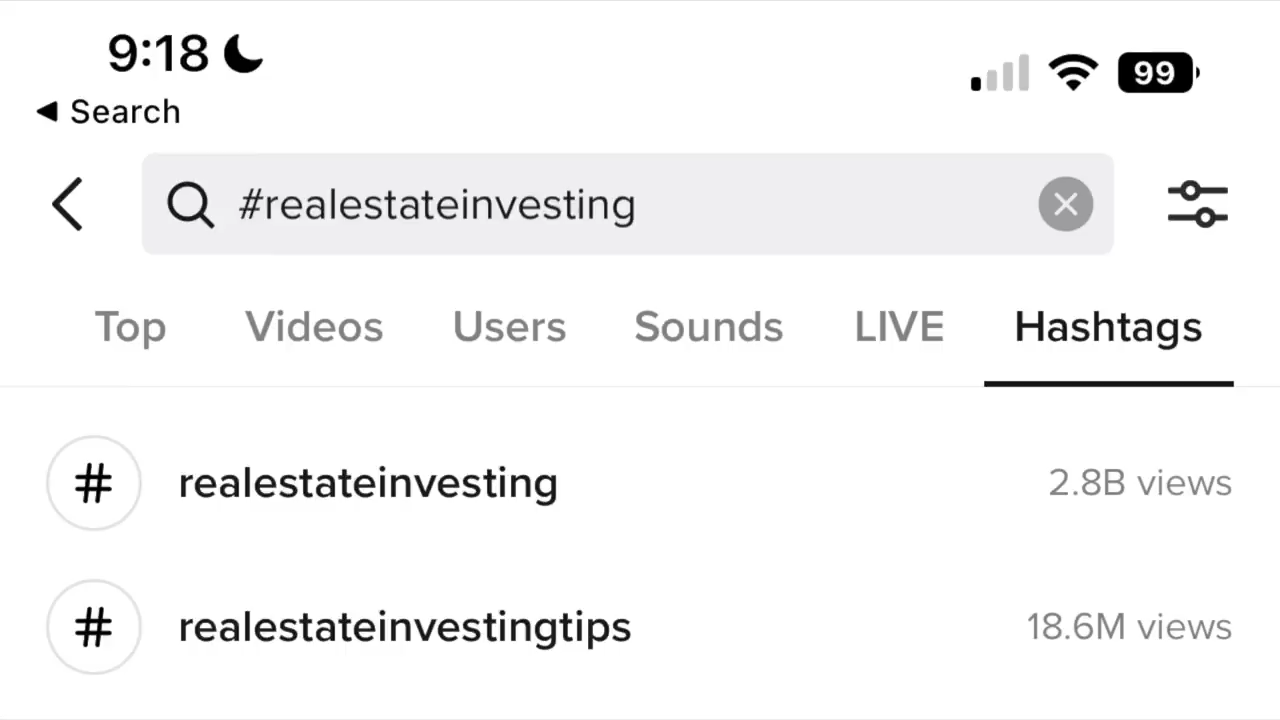 9:18
99
◀ Search
#realestateinvesting
Top Videos Users Sounds LIVE Hashtags
# realestateinvesting 2.8B views
# realestateinvestingtips 18.6M views